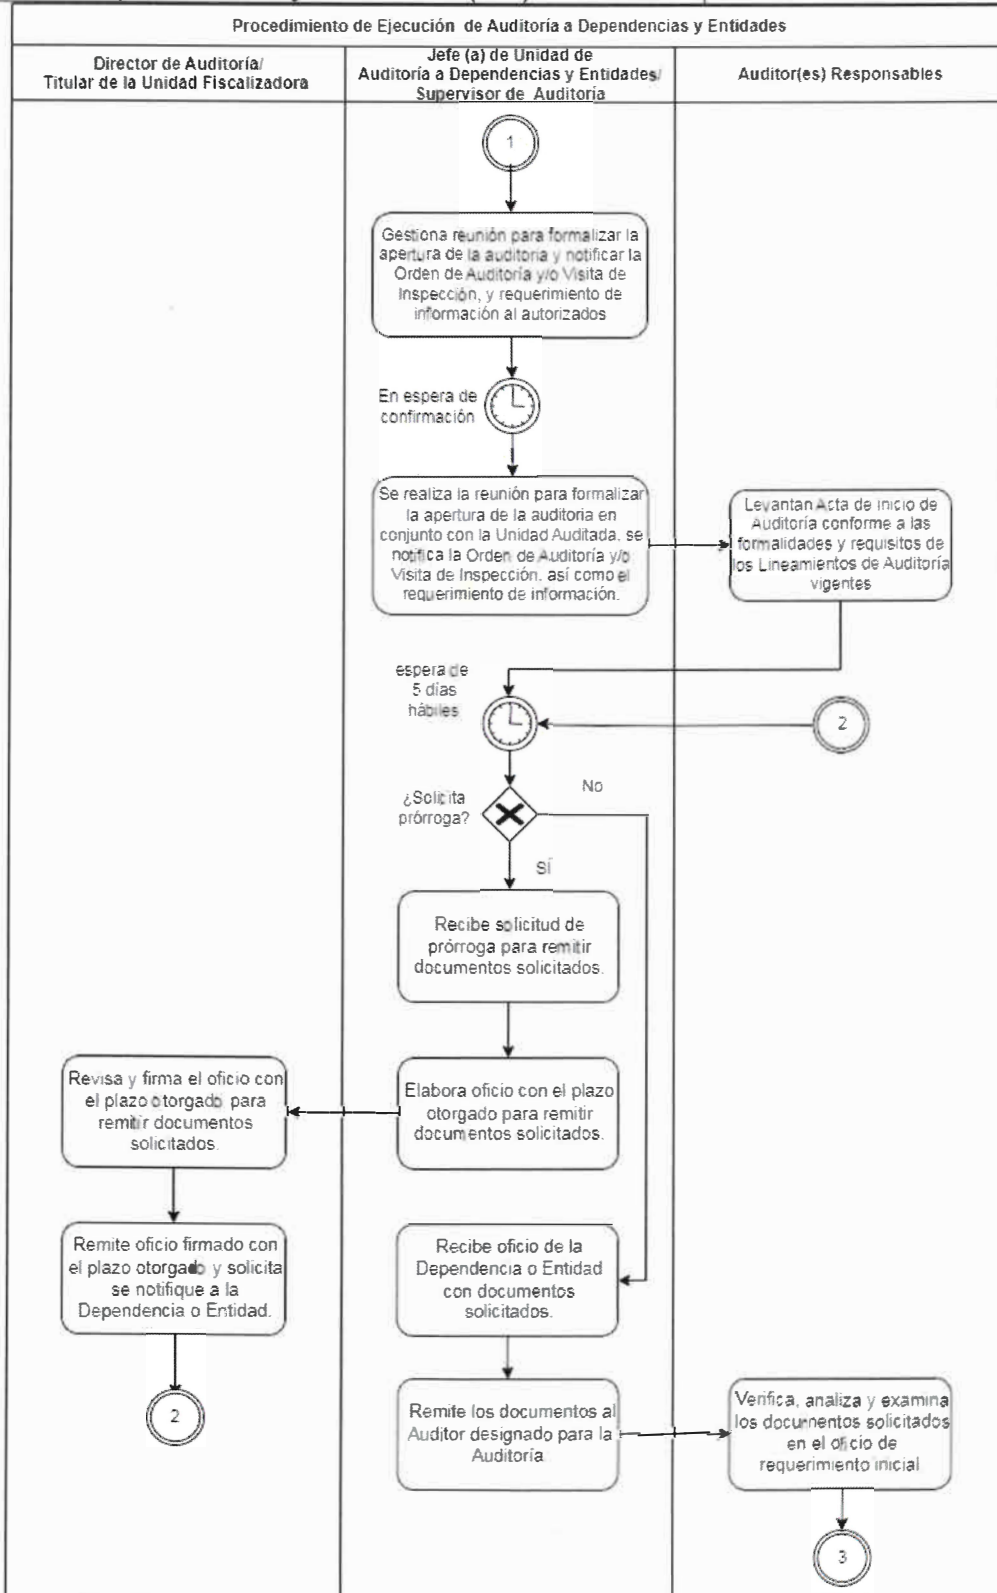 Procedimiento de Ejecución de Auditoría a Dependencias y Entidades
Director de Auditoría/
Titular de la Unidad Fiscalizadora
Jefe (a) de Unidad de
Auditoría a Dependencias y Entidades/
Supervisor de Auditoría
Auditor(es) Responsables
1
Gestiona reunión para formalizar la
apertura de la auditoría y notificar la
Orden de Auditoría y/o Visita de
Inspección, y requerimiento de
información al autorizados
En espera de
confirmación
Se realiza la reunión para formalizar
la apertura de la auditoria en
conjunto con la Unidad Auditada, se
notifica la Orden de Auditoría y/o
Visita de Inspección, así como el
requerimiento de información.
Levantan Acta de inicio de
Auditoría conforme a las
formalidades y requisitos de
los Lineamientos de Auditoría
vigentes
espera de
5 días
hábiles
2
¿Solicita
prórroga?
No
SÍ
Recibe solicitud de
prórroga para remitir
documentos solicitados.
Revisa y firma el oficio con
el plazo otorgado para
remitir documentos
solicitados.
Elabora oficio con el plazo
otorgado para remitir
documentos solicitados.
Remite oficio firmado con
el plazo otorgado y solicita
se notifique a la
Dependencia o Entidad.
Recibe oficio de la
Dependencia o Entidad
con documentos
solicitados.
2
Remite los documentos al
Auditor designado para la
Auditoría
Verifica, analiza y examina
los documentos solicitados
en el oficio de
requerimiento inicial
3